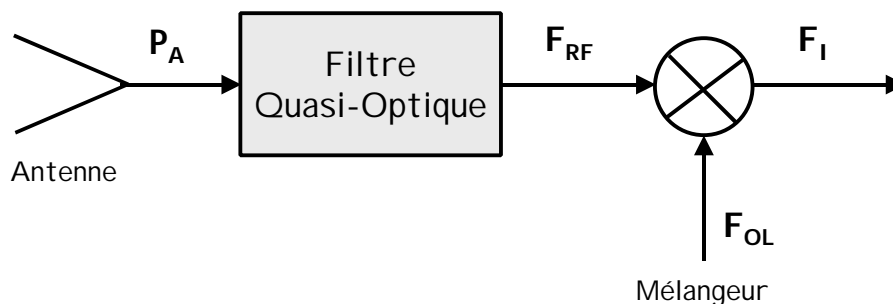 P_A
Filtre
Quasi-Optique
F_RF
F_I
Antenne
F_OL
Mélangeur